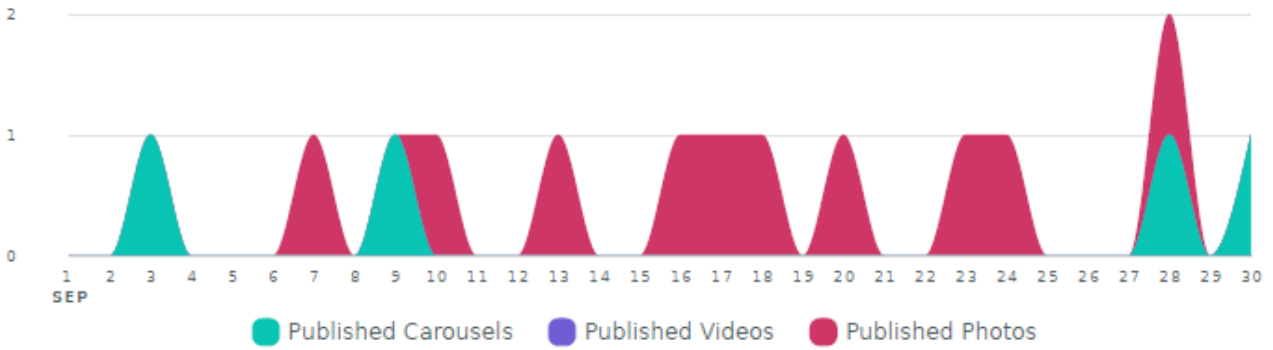 2
1
0
1 2 3 4 5 6 7 8 9 10 11 12 13 14 15 16 17 18 19 20 21 22 23 24 25 26 27 28 29 30
SEP
Published Carousels Published Videos Published Photos